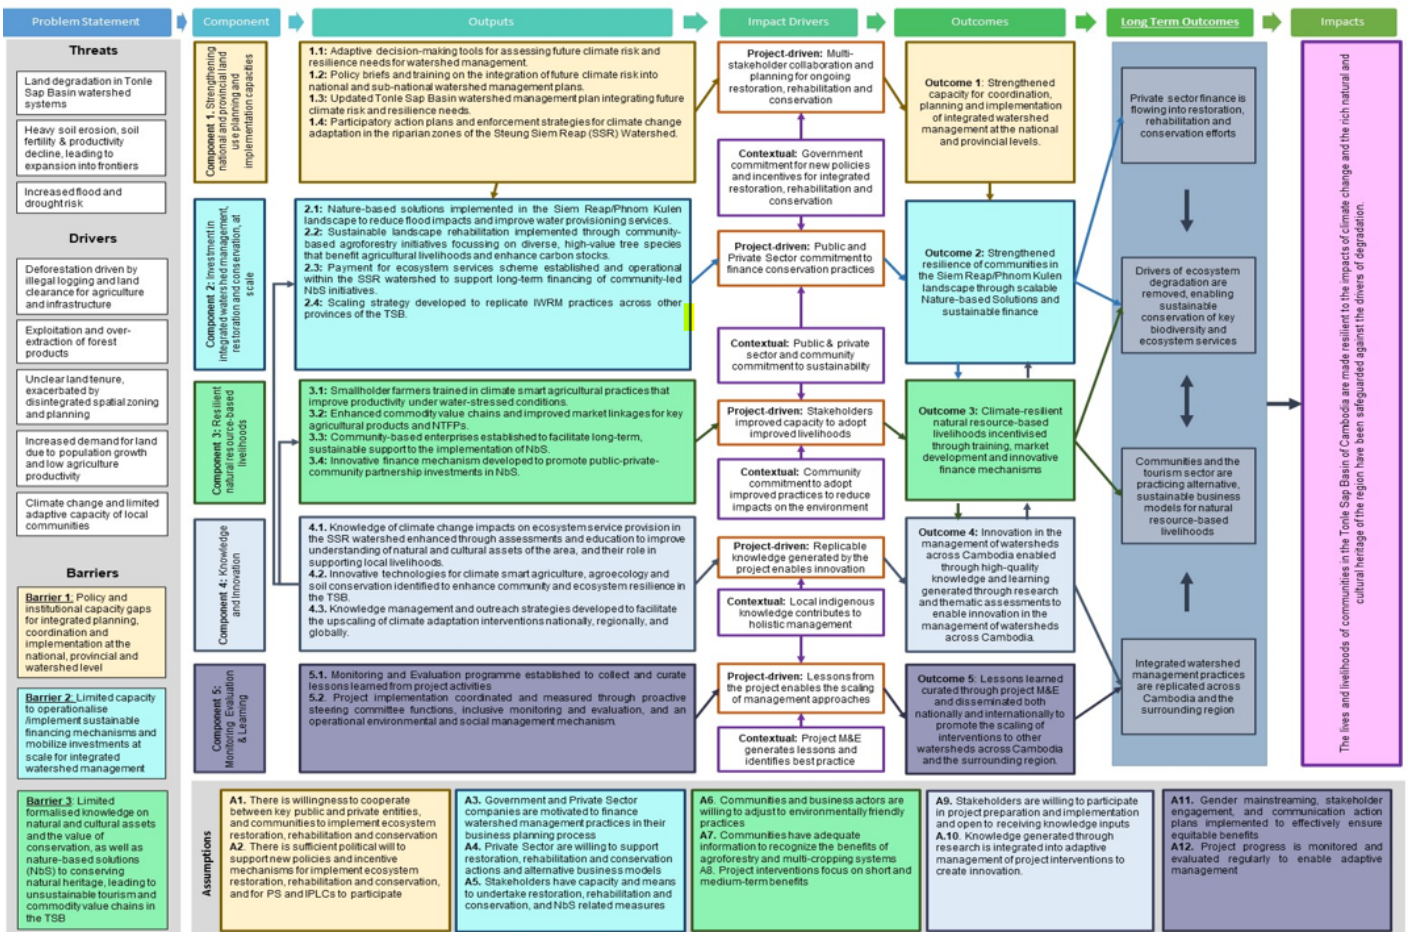 Problem Statement
Component
Outputs
Impact Drivers
Outcomes
Long Term Outcomes
Impacts
Threats
Land degradation in Tonle
Sap Basin watershed
systems
Heavy soil erosion, soil
fertility & productivity
decline, leading to
expansion into frontiers
Increased flood and
drought risk
Drivers
Deforestation driven by
illegal logging and land
clearance for agriculture
and infrastructure
Exploitation and over-
extraction of forest
products
Unclear land tenure,
exacerbated by
disintegrated spatial zoning
and planning
Increased demand for land
due to population growth
and low agriculture
productivity
Climate change and limited
adaptive capacity of local
communities
Barriers
Barrier 1: Policy and
institutional capacity gaps
for integrated planning,
coordination and
implementation at the
national, provincial and
watershed level
Barrier 2: Limited capacity
to operationalise
/implement sustainable
financing mechanisms and
mobilize investments at
scale for integrated
watershed management
Barrier 3: Limited
formalised knowledge on
natural and cultural assets
and the value of
conservation, as well as
nature-based solutions
(NbS) to conserving
natural heritage, leading to
unsustainable tourism and
commodity value chains in
the TSB
Component 1. Strengthening
national and provincial land
use planning and
implementation capacities
Component 2: Investment in
integrated watershed management,
restoration and conservation, at
scale
Component 3: Resilient
natural resource-based
livelihoods
Component 4: Knowledge
and Innovation
Component 5:
Monitoring Evaluation
& Learning
1.1: Adaptive decision-making tools for assessing future climate risk and
resilience needs for watershed management.
1.2: Policy briefs and training on the integration of future climate risk into
national and sub-national watershed management plans.
1.3: Updated Tonle Sap Basin watershed management plan integrating future
climate risk and resilience needs.
1.4: Participatory action plans and enforcement strategies for climate change
adaptation in the riparian zones of the Steung Siem Reap (SSR) Watershed.
2.1: Nature-based solutions implemented in the Siem Reap/Phnom Kulen
landscape to reduce flood impacts and improve water provisioning services.
2.2: Sustainable landscape rehabilitation implemented through community-
based agroforestry initiatives focussing on diverse, high-value tree species
that benefit agricultural livelihoods and enhance carbon stocks.
2.3: Payment for ecosystem services scheme established and operational
within the SSR watershed to support long-term financing of community-led
NbS initiatives.
2.4: Scaling strategy developed to replicate IWRM practices across other
provinces of the TSB.
3.1: Smallholder farmers trained in climate smart agricultural practices that
improve productivity under water-stressed conditions.
3.2: Enhanced commodity value chains and improved market linkages for key
agricultural products and NTFPs.
3.3: Community-based enterprises established to facilitate long-term,
sustainable support to the implementation of NbS.
3.4: Innovative finance mechanism developed to promote public-private-
community partnership investments in NbS.
4.1. Knowledge of climate change impacts on ecosystem service provision in
the SSR watershed enhanced through assessments and education to improve
understanding of natural and cultural assets of the area, and their role in
supporting local livelihoods.
4.2. Innovative technologies for climate smart agriculture, agroecology and
soil conservation identified to enhance community and ecosystem resilience in
the TSB.
4.3. Knowledge management and outreach strategies developed to facilitate
the upscaling of climate adaptation interventions nationally, regionally, and
globally.
5.1. Monitoring and Evaluation programme established to collect and curate
lessons learned from project activities
5.2. Project implementation coordinated and measured through proactive
steering committee functions, inclusive monitoring and evaluation, and an
operational environmental and social management mechanism.
Project-driven: Multi-
stakeholder collaboration
and planning for ongoing
restoration, rehabilitation and
conservation
Contextual: Government
commitment for new policies
and incentives for integrated
restoration, rehabilitation and
conservation
Project-driven: Public and
Private Sector commitment to
finance conservation practices
Contextual: Public & private
sector and community
commitment to sustainability
Project-driven: Stakeholders
improved capacity to adopt
improved livelihoods
Contextual: Community
commitment to adopt
improved practices to reduce
impacts on the environment
Project-driven: Replicable
knowledge generated by the
project enables innovation
Contextual: Local indigenous
knowledge contributes to
holistic management
Project-driven: Lessons from
the project enables the scaling
of management approaches
Contextual: Project M&E
generates lessons and
identifies best practice
Outcome 1: Strengthened
capacity for coordination,
planning and implementation
of integrated watershed
management at the national
and provincial levels.
Outcome 2: Strengthened
resilience of communities in
the Siem Reap/Phnom Kulen
landscape through scalable
Nature-based Solutions and
sustainable finance
Outcome 3: Climate-resilient
natural resource-based
livelihoods incentivised
through training, market
development and innovative
finance mechanisms
Outcome 4: Innovation in the
management of watersheds
across Cambodia enabled
through high-quality
knowledge and learning
generated through research
and thematic assessments to
enable innovation in the
management of watersheds
across Cambodia.
Outcome 5: Lessons learned
curated through project M&E
and disseminated both
nationally and internationally to
promote the scaling of
interventions to other
watersheds across Cambodia
and the surrounding region.
Private sector finance is
flowing into restoration,
rehabilitation and
conservation efforts
Drivers of ecosystem
degradation are
removed, enabling
sustainable
conservation of key
biodiversity and
ecosystem services
Communities and the
tourism sector are
practicing alternative,
sustainable business
models for natural
resource-based
livelihoods
Integrated watershed
management practices
are replicated across
Cambodia and the
surrounding region
The lives and livelihoods of communities in the Tonle Sap Basin of Cambodia are made resilient to the impacts of climate change and the rich natural and
cultural heritage of the region have been safeguarded against the drivers of degradation.
Assumptions
A1. There is willingness to cooperate
between key public and private entities,
and communities to implement ecosystem
restoration, rehabilitation and conservation
A2. There is sufficient political will to
support new policies and incentive
mechanisms for implement ecosystem
restoration, rehabilitation and conservation,
and for PS and IPLCs to participate
A3. Government and Private Sector
companies are motivated to finance
watershed management practices in their
business planning process
A4. Private Sector are willing to support
restoration, rehabilitation and conservation
actions and alternative business models
A5. Stakeholders have capacity and means
to undertake restoration, rehabilitation and
conservation, and NbS related measures
A6. Communities and business actors are
willing to adjust to environmentally friendly
practices
A7. Communities have adequate
information to recognize the benefits of
agroforestry and multi-cropping systems
A8. Project interventions focus on short and
medium-term benefits
A9. Stakeholders are willing to participate
in project preparation and implementation
and open to receiving knowledge inputs
A.10. Knowledge generated through
research is integrated into adaptive
management of project interventions to
create innovation.
A11. Gender mainstreaming, stakeholder
engagement, and communication action
plans implemented to effectively ensure
equitable benefits
A12. Project progress is monitored and
evaluated regularly to enable adaptive
management